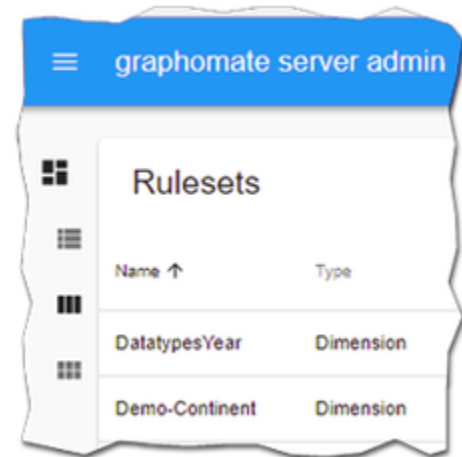 graphomate server admin
Rulesets
Name ↑ Type
DatatypesYear Dimension
Demo-Continent Dimension